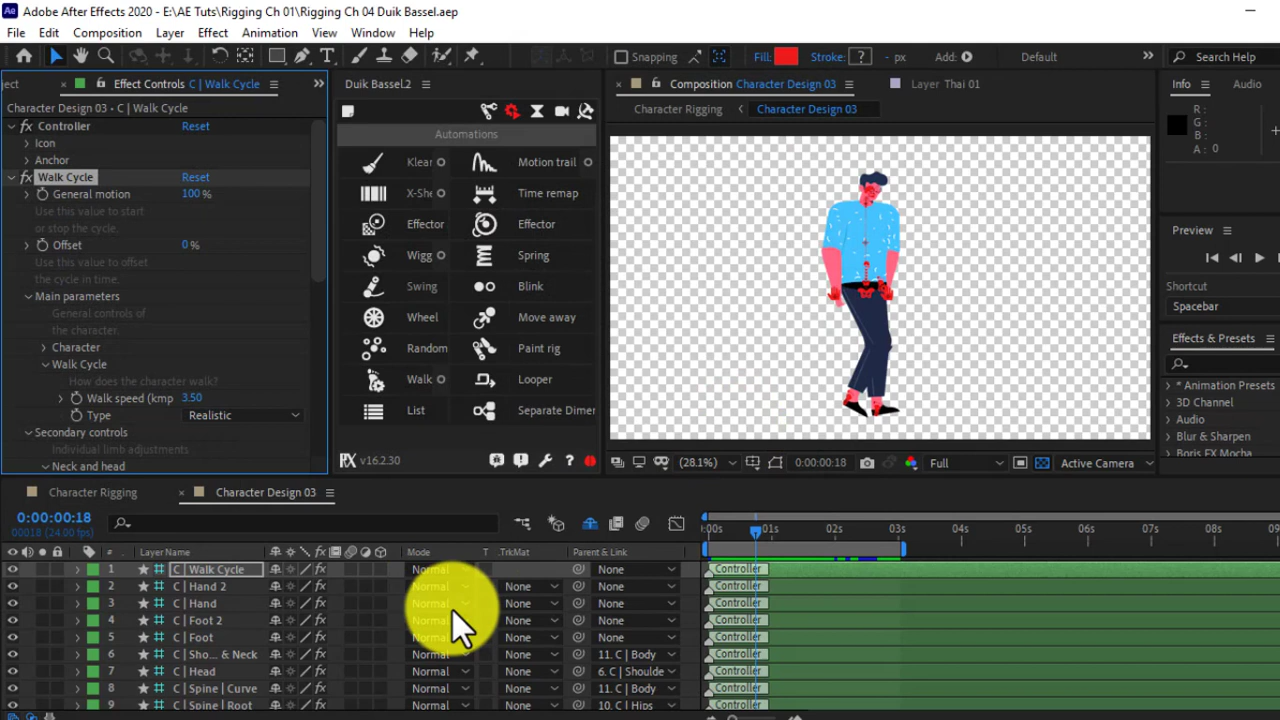 Adobe After Effects 2020 - E:\AE Tuts\Rigging Ch 01\Rigging Ch 04 Duik Bassel.aep
File Edit Composition Layer Effect Animation View Window Help
Snapping Fill: Stroke: ? - px Add: Default Search Help
ject Effect Controls C | Walk Cycle
Character Design 03 • C | Walk Cycle
fx Controller Reset
Icon
Anchor
fx Walk Cycle Reset
General motion 100 %
Use this value to start
or stop the cycle.
Offset 0 %
Use this value to offset
the cycle in time.
Main parameters
General controls of
the character.
Character
Walk Cycle
How does the character walk?
Walk speed (kmp 3.50
Type Realistic
Secondary controls
Individual limb adjustments
Neck and head
Duik Bassel.2
Automations
Klear Motion trail
X-She Time remap
Effector Effector
Wigg Spring
Swing Blink
Wheel Move away
Random Paint rig
Walk Looper
List Separate Dimer
v16.2.30
Composition Character Design 03 Layer Thai 01
Character Rigging Character Design 03
(28.1%) 0:00:00:18 Full Active Camera
Info Audio
R :
G :
B :
A : 0
Preview
Shortcut
Spacebar
Effects & Presets
* Animation Presets
3D Channel
Audio
Blur & Sharpen
Boris FX Mocha
Character Rigging Character Design 03
0:00:00:18
00018 (24.00 fps)
# Layer Name Mode T .TrkMat Parent & Link
1 C | Walk Cycle Normal None
2 C | Hand 2 Normal None None
3 C | Hand Normal None None
4 C | Foot 2 Normal None None
5 C | Foot Normal None None
6 C | Sho... & Neck Normal None 11. C | Body
7 C | Head Normal None 6. C | Shoulde
8 C | Spine | Curve Normal None 11. C | Body
9 C | Spine | Root Normal None 10. C | Hips
:00s 01s 02s 03s 04s 05s 06s 07s 08s 09
Controller
Controller
Controller
Controller
Controller
Controller
Controller
Controller
Controller